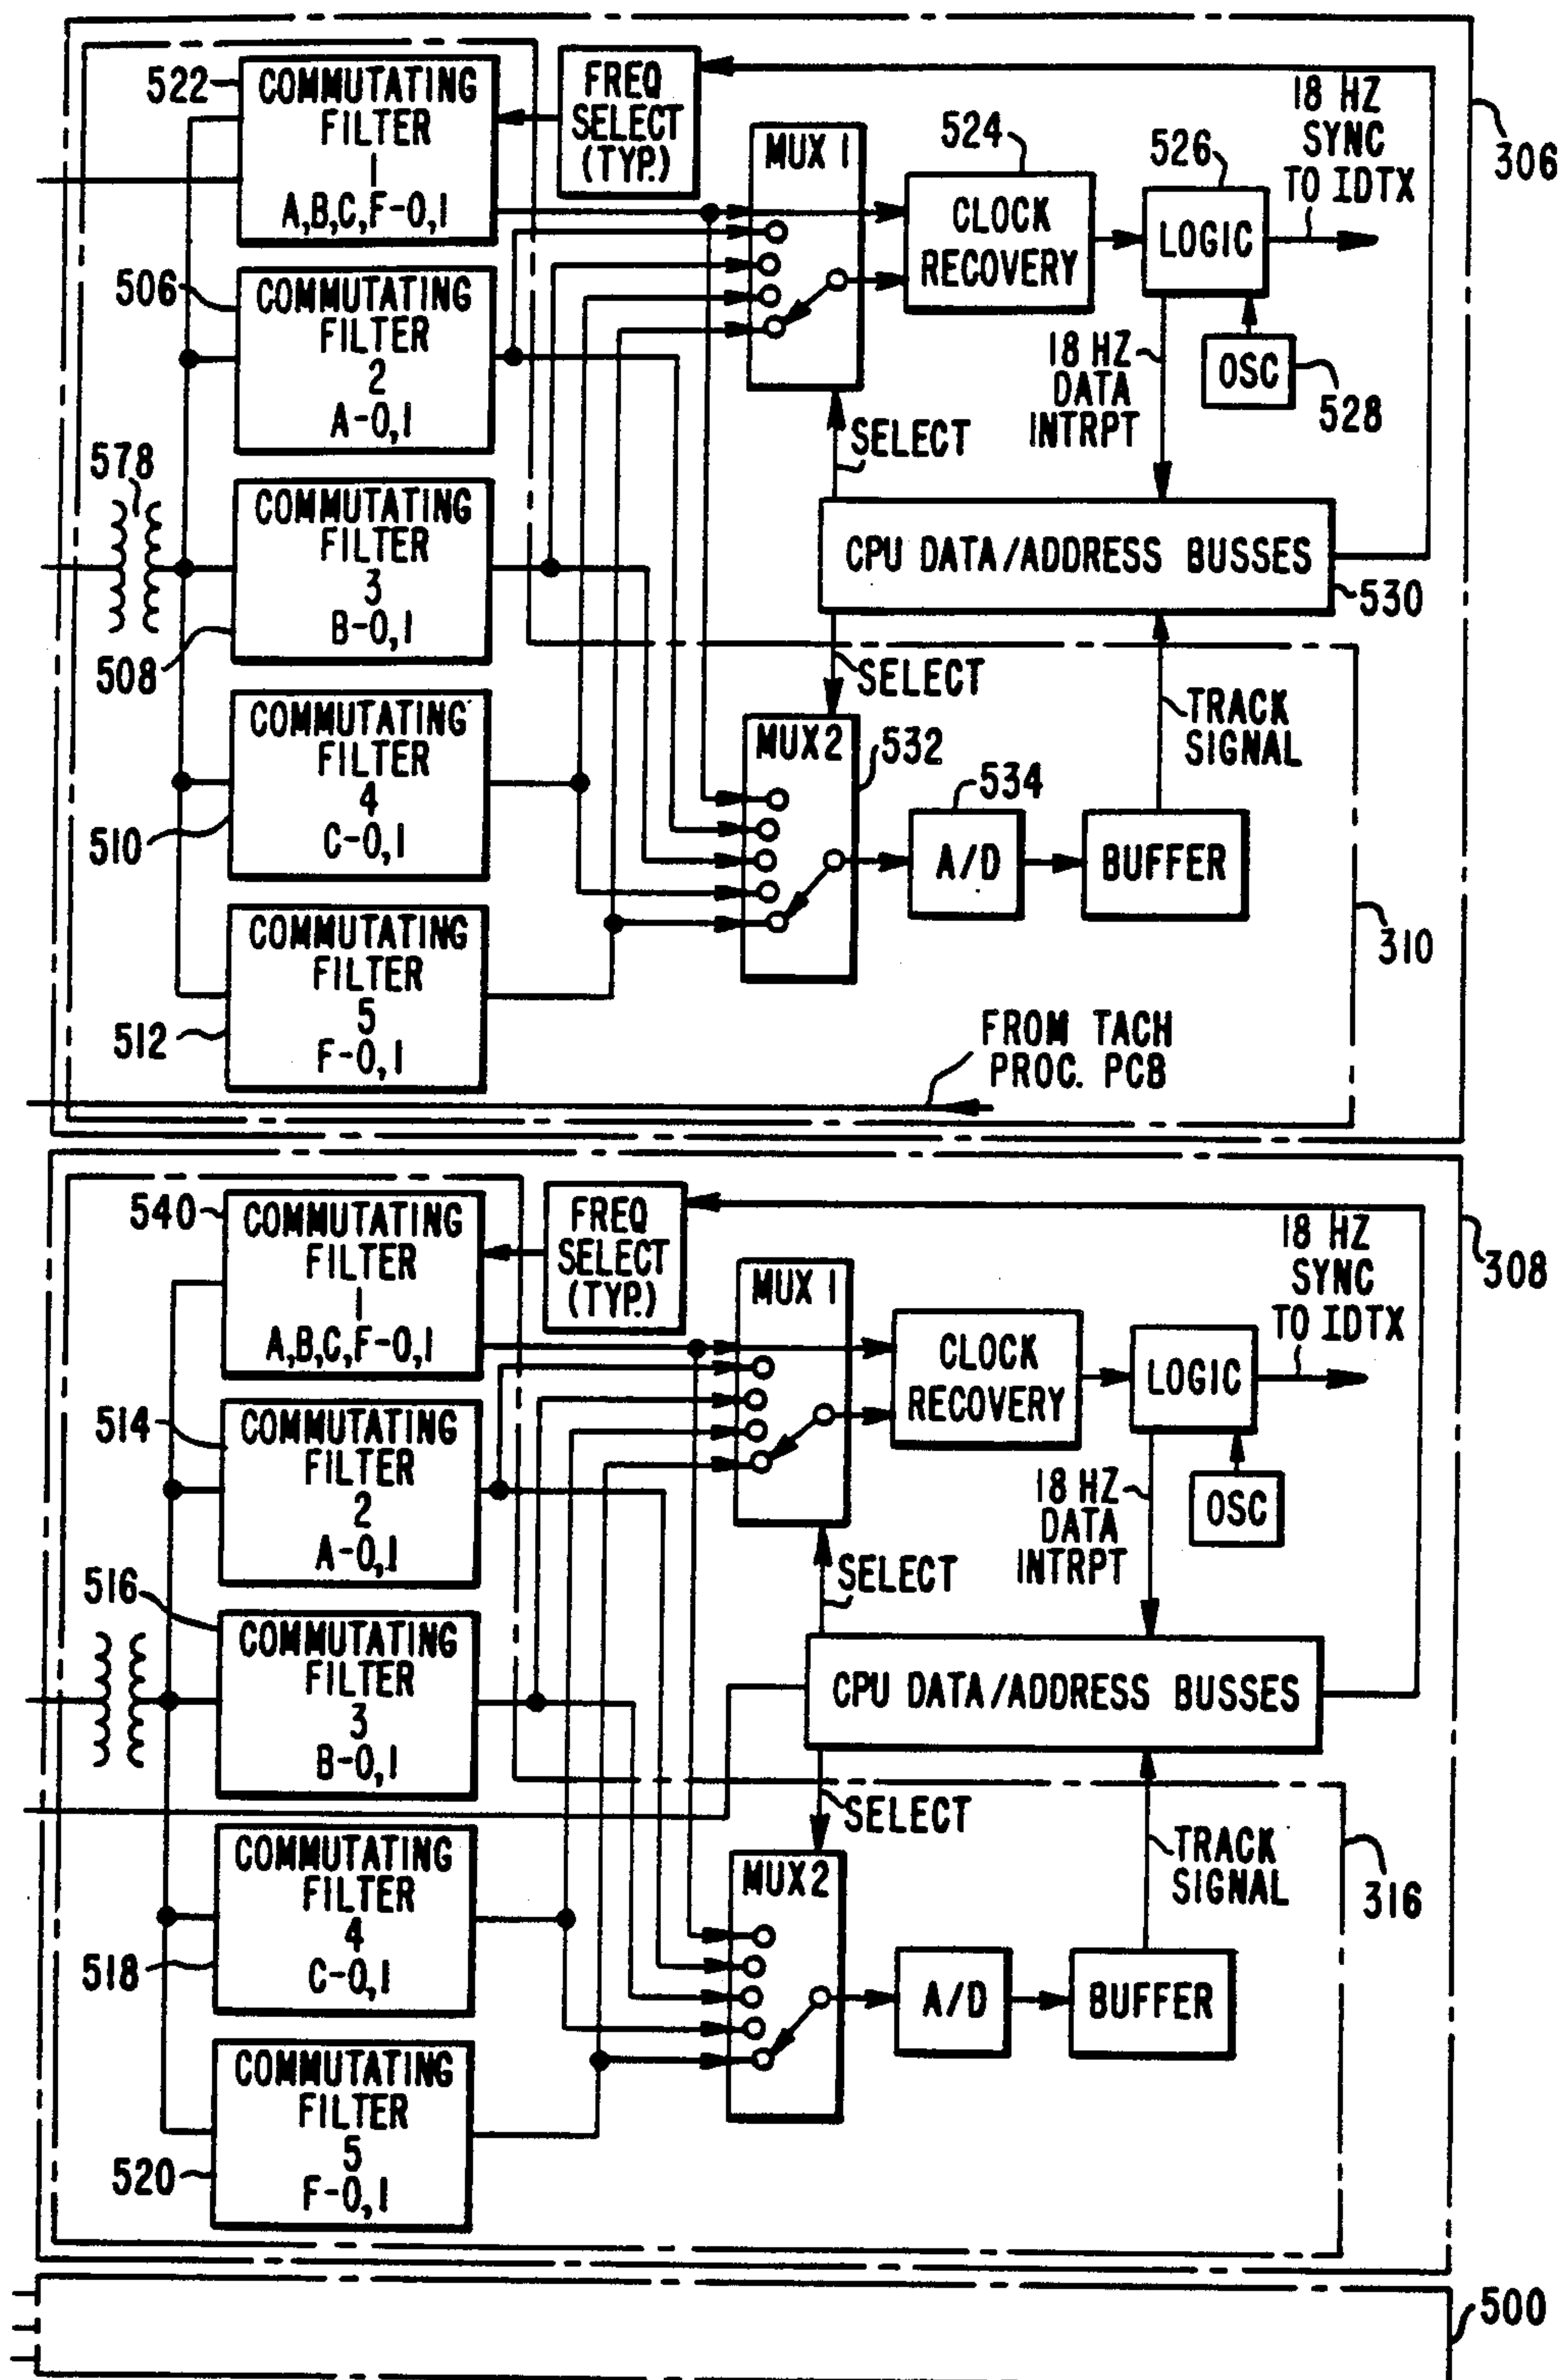 522
COMMUTATING
FILTER
1
A,B,C,F-0,1
FREQ
SELECT
(TYP.)
MUX 1
524
CLOCK
RECOVERY
526
LOGIC
18 HZ
SYNC
TO IDTX
306
506
COMMUTATING
FILTER
2
A-0,1
18 HZ
DATA
INTRPT
OSC
528
SELECT
578
COMMUTATING
FILTER
3
B-0,1
508
CPU DATA/ADDRESS BUSSES
530
SELECT
TRACK
SIGNAL
COMMUTATING
FILTER
4
C-0,1
510
MUX2
532
534
A/D
BUFFER
310
COMMUTATING
FILTER
5
F-0,1
512
FROM TACH
PROC. PCB
540
COMMUTATING
FILTER
1
A,B,C,F-0,1
FREQ
SELECT
(TYP.)
MUX 1
CLOCK
RECOVERY
LOGIC
18 HZ
SYNC
TO IDTX
308
514
COMMUTATING
FILTER
2
A-0,1
18 HZ
DATA
INTRPT
OSC
SELECT
516
COMMUTATING
FILTER
3
B-0,1
CPU DATA/ADDRESS BUSSES
SELECT
TRACK
SIGNAL
316
COMMUTATING
FILTER
4
C-0,1
518
MUX2
A/D
BUFFER
COMMUTATING
FILTER
5
F-0,1
520
500